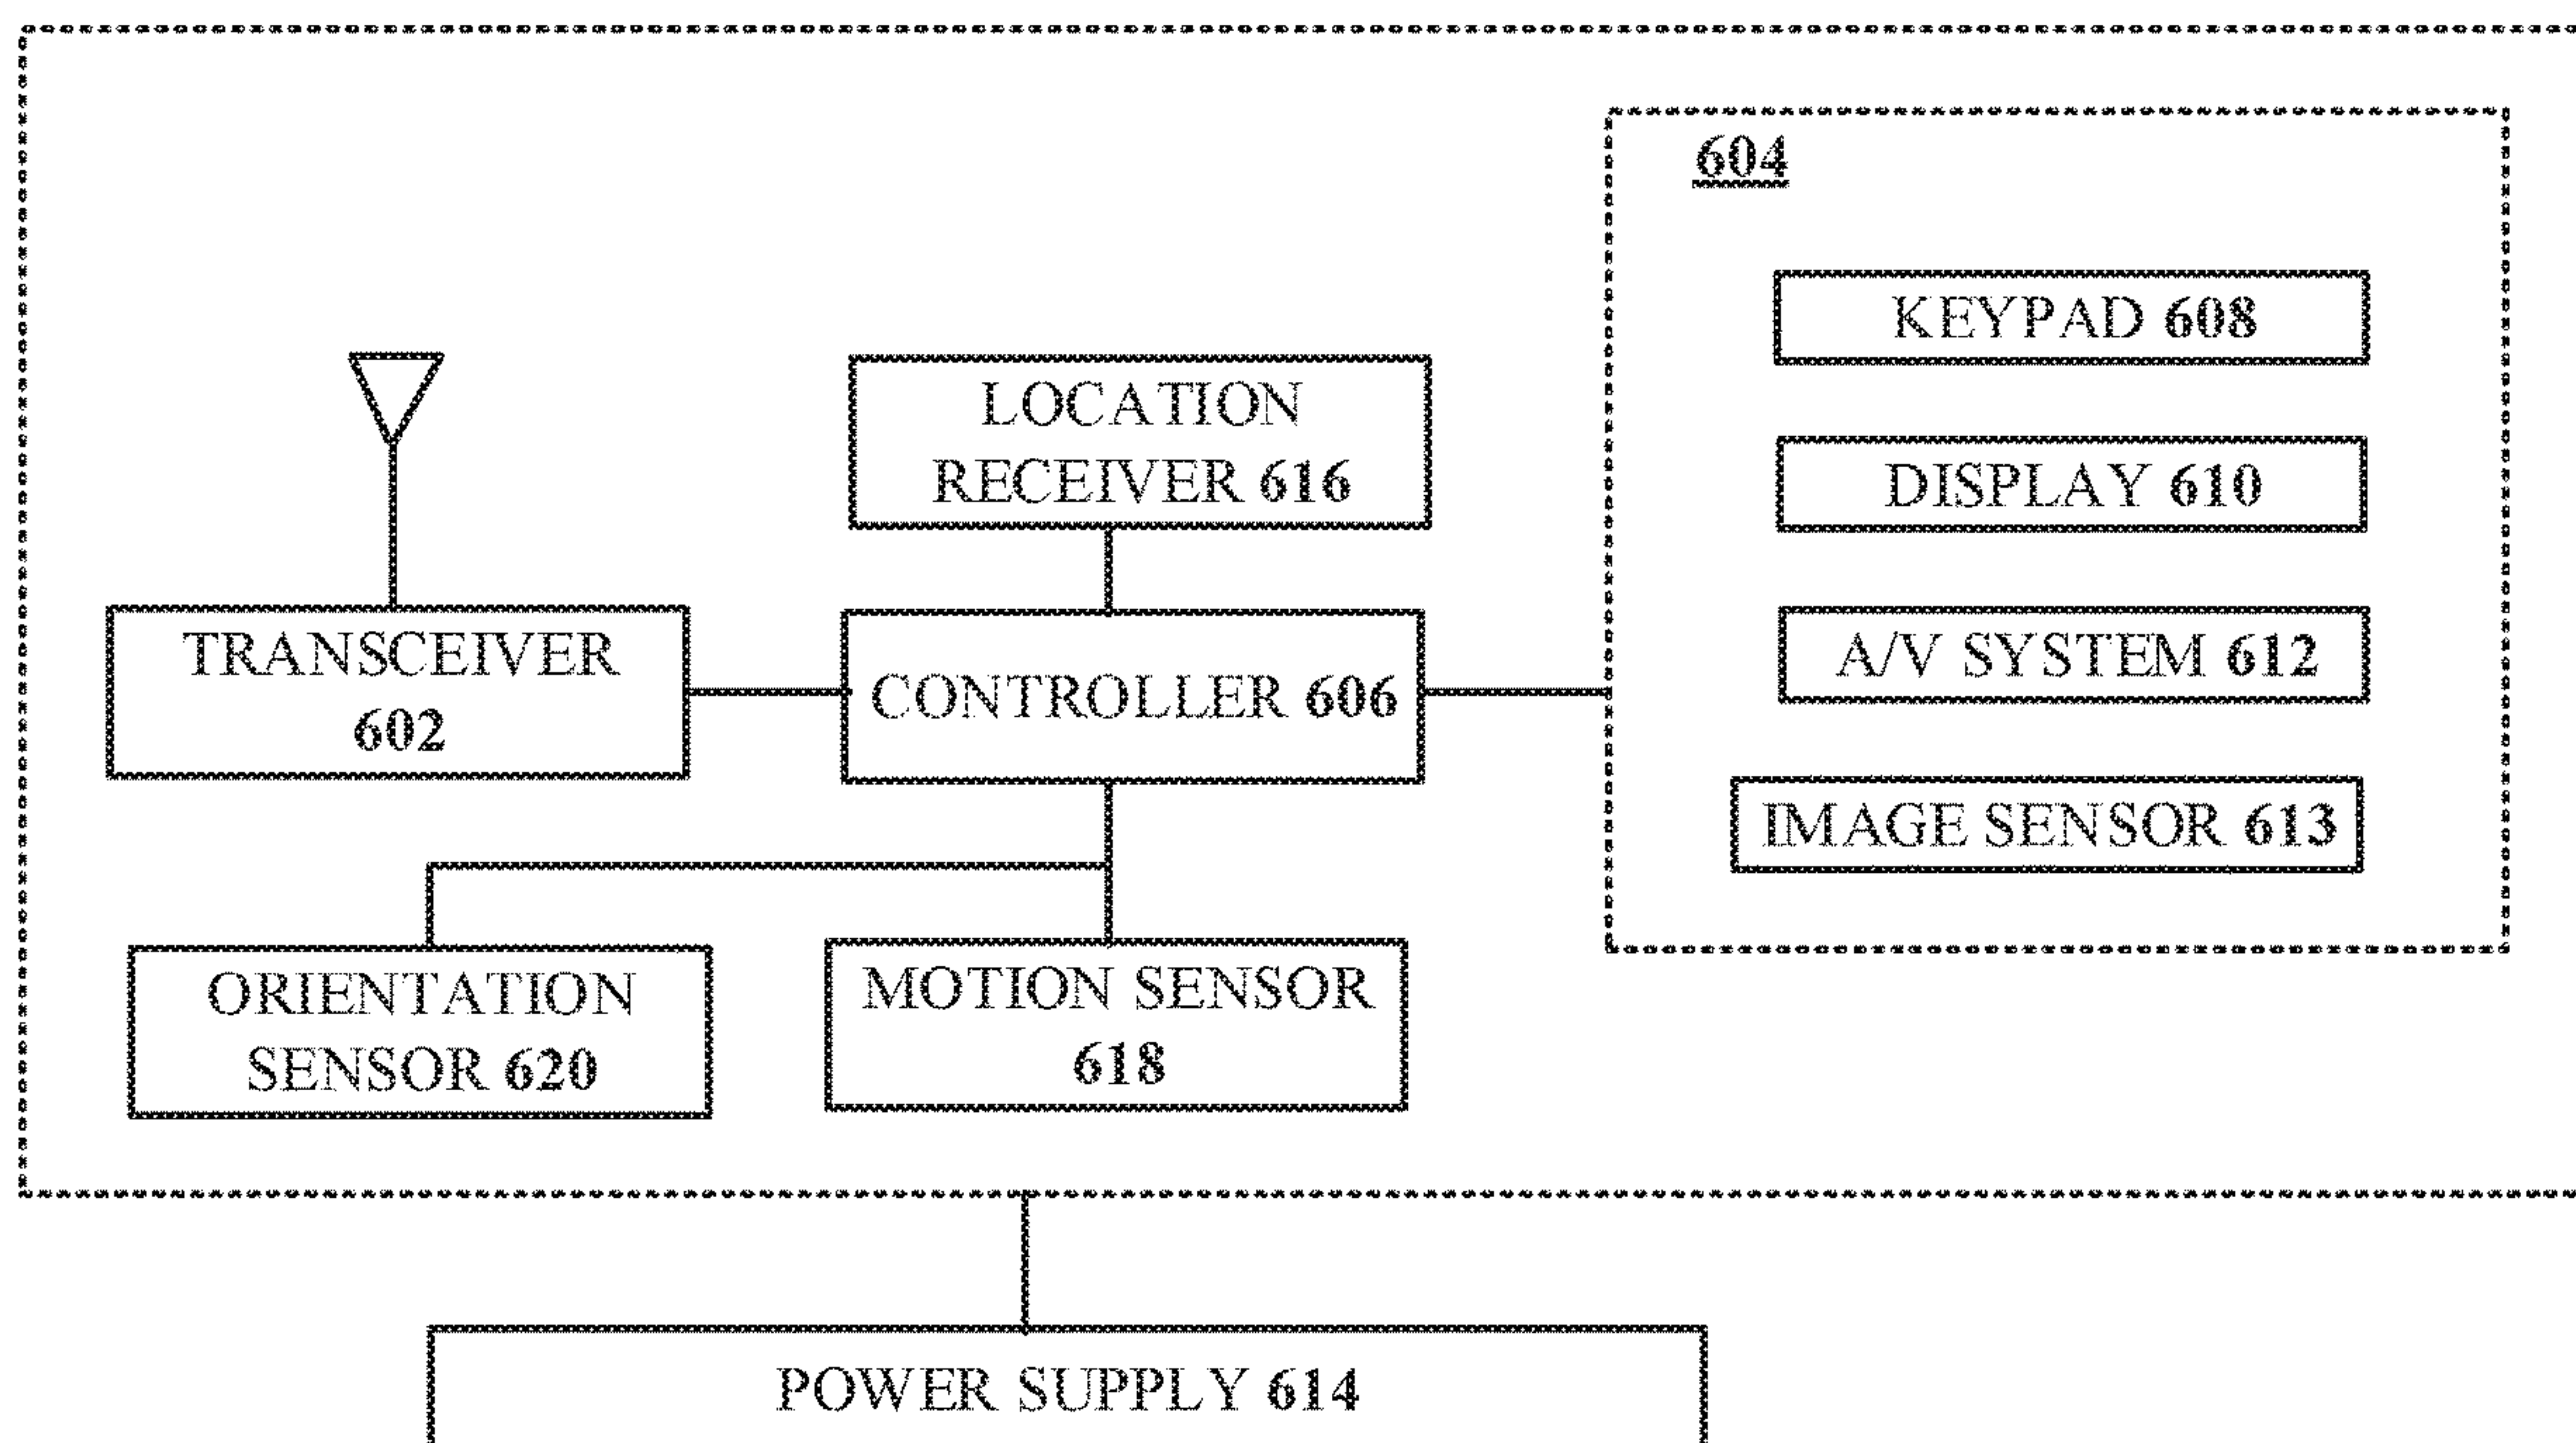 604
KEYPAD 608
LOCATION
RECEIVER 616
DISPLAY 610
TRANSCEIVER
602
CONTROLLER 606
A/V SYSTEM 612
IMAGE SENSOR 613
ORIENTATION
SENSOR 620
MOTION SENSOR
618
POWER SUPPLY 614